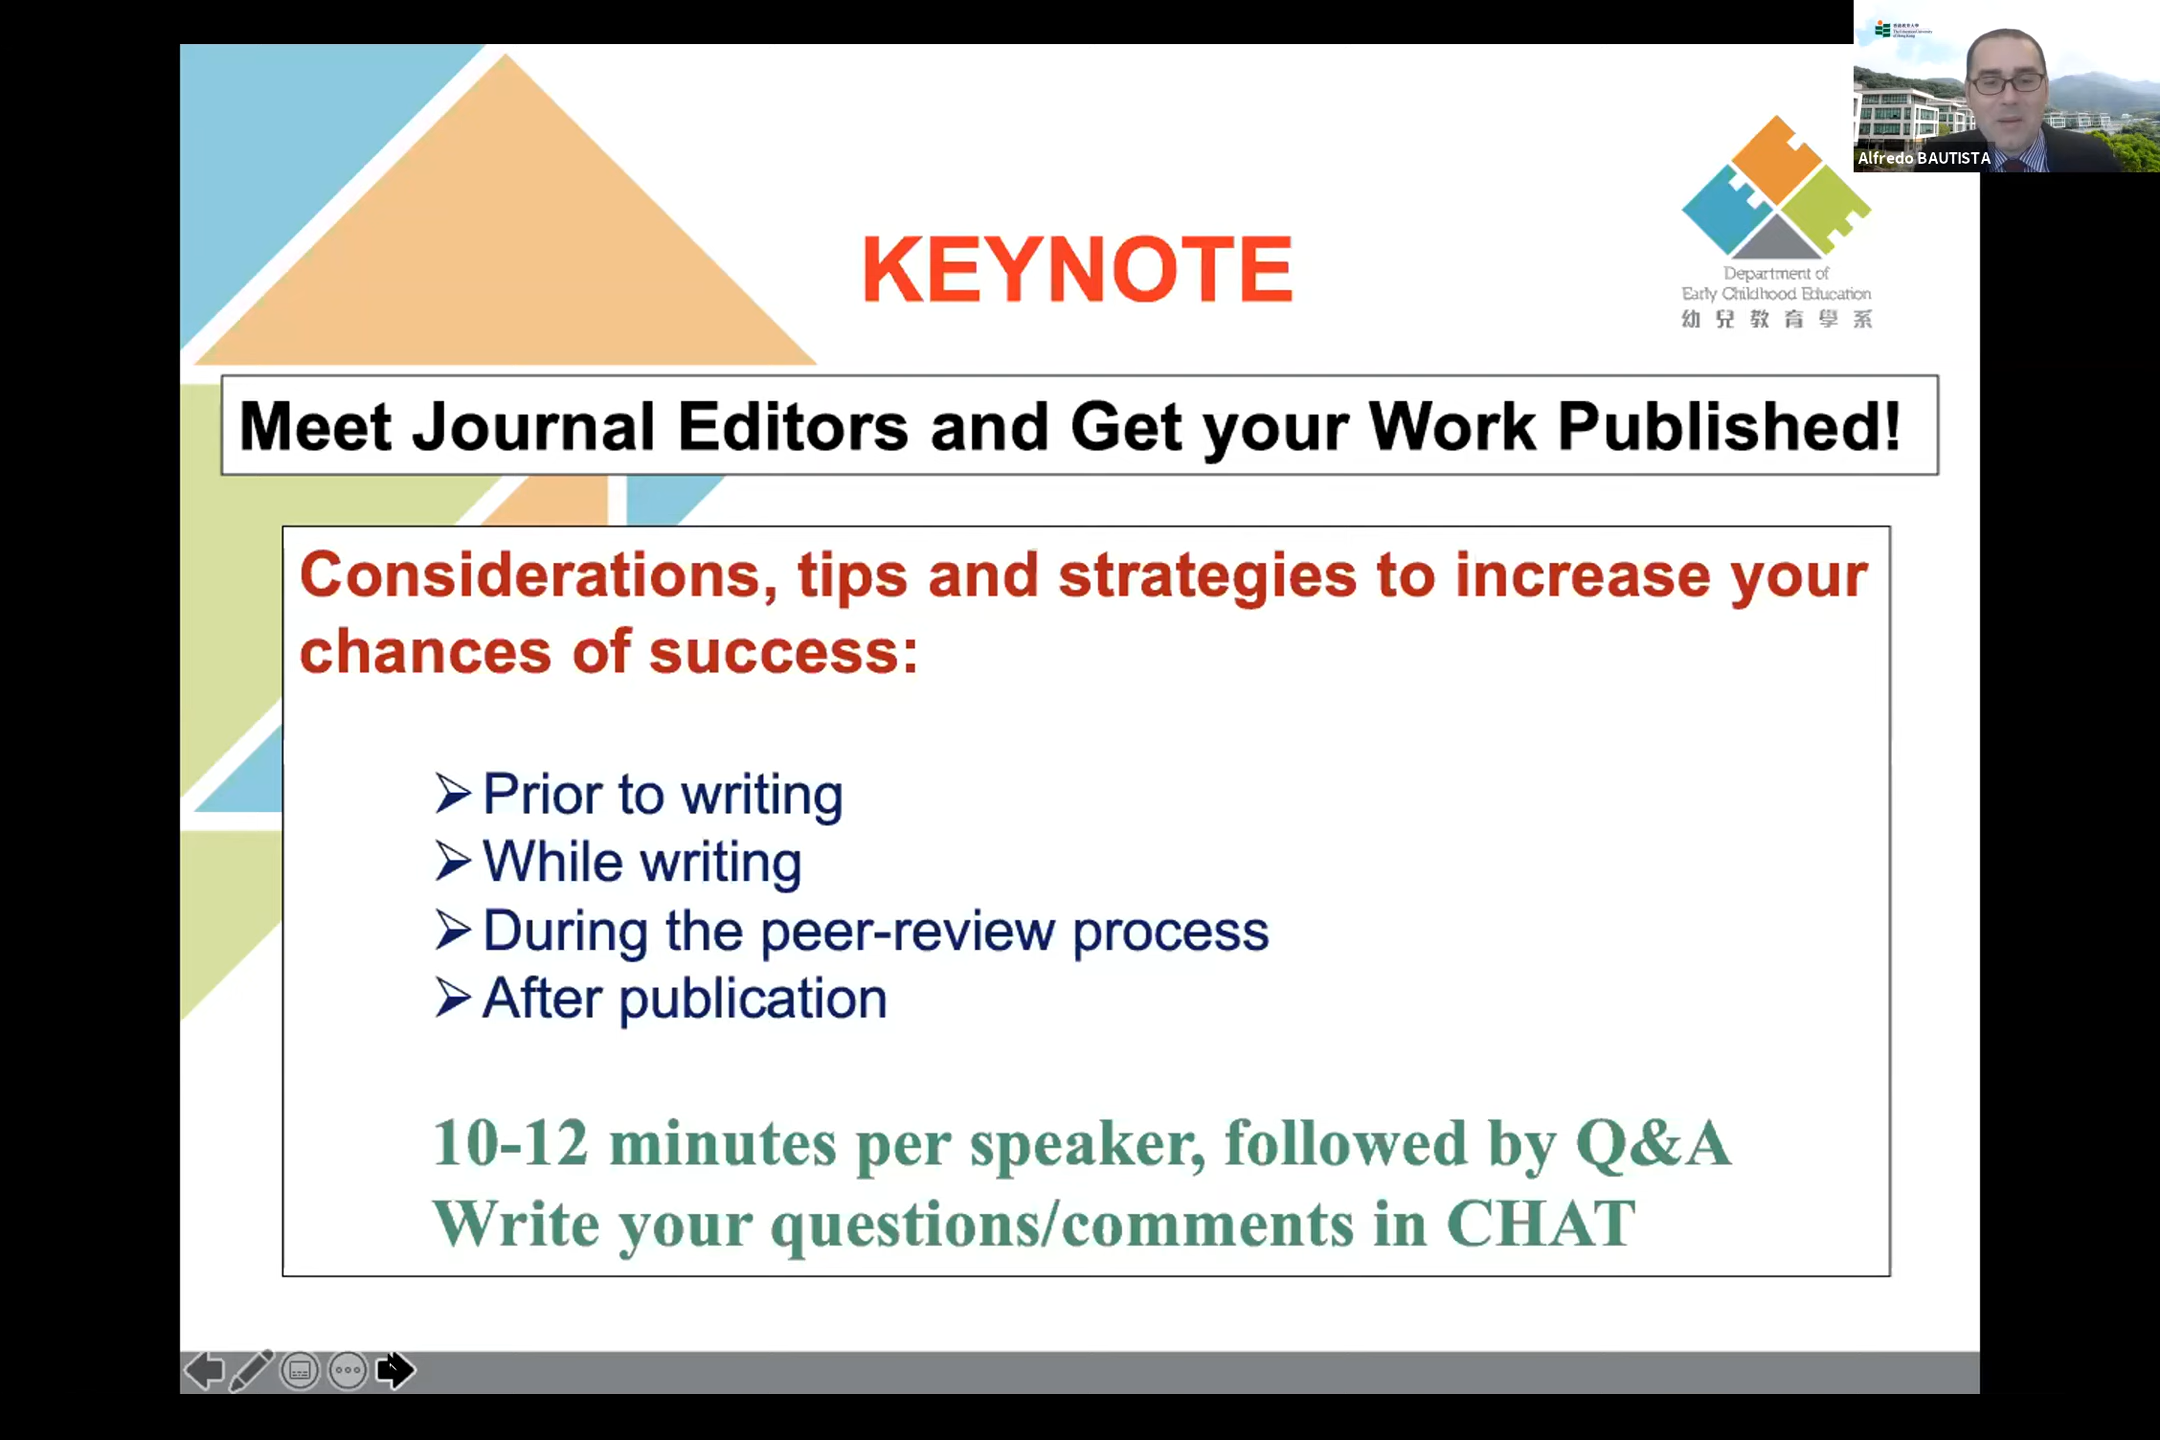 KEYNOTE
Alfredo BAUTISTA
Department of
Early Childhood Education
幼兒教育學系
Meet Journal Editors and Get your Work Published!
Considerations, tips and strategies to increase your
chances of success:
➢ Prior to writing
➢ While writing
➢ During the peer-review process
➢ After publication
10-12 minutes per speaker, followed by Q&A
Write your questions/comments in CHAT